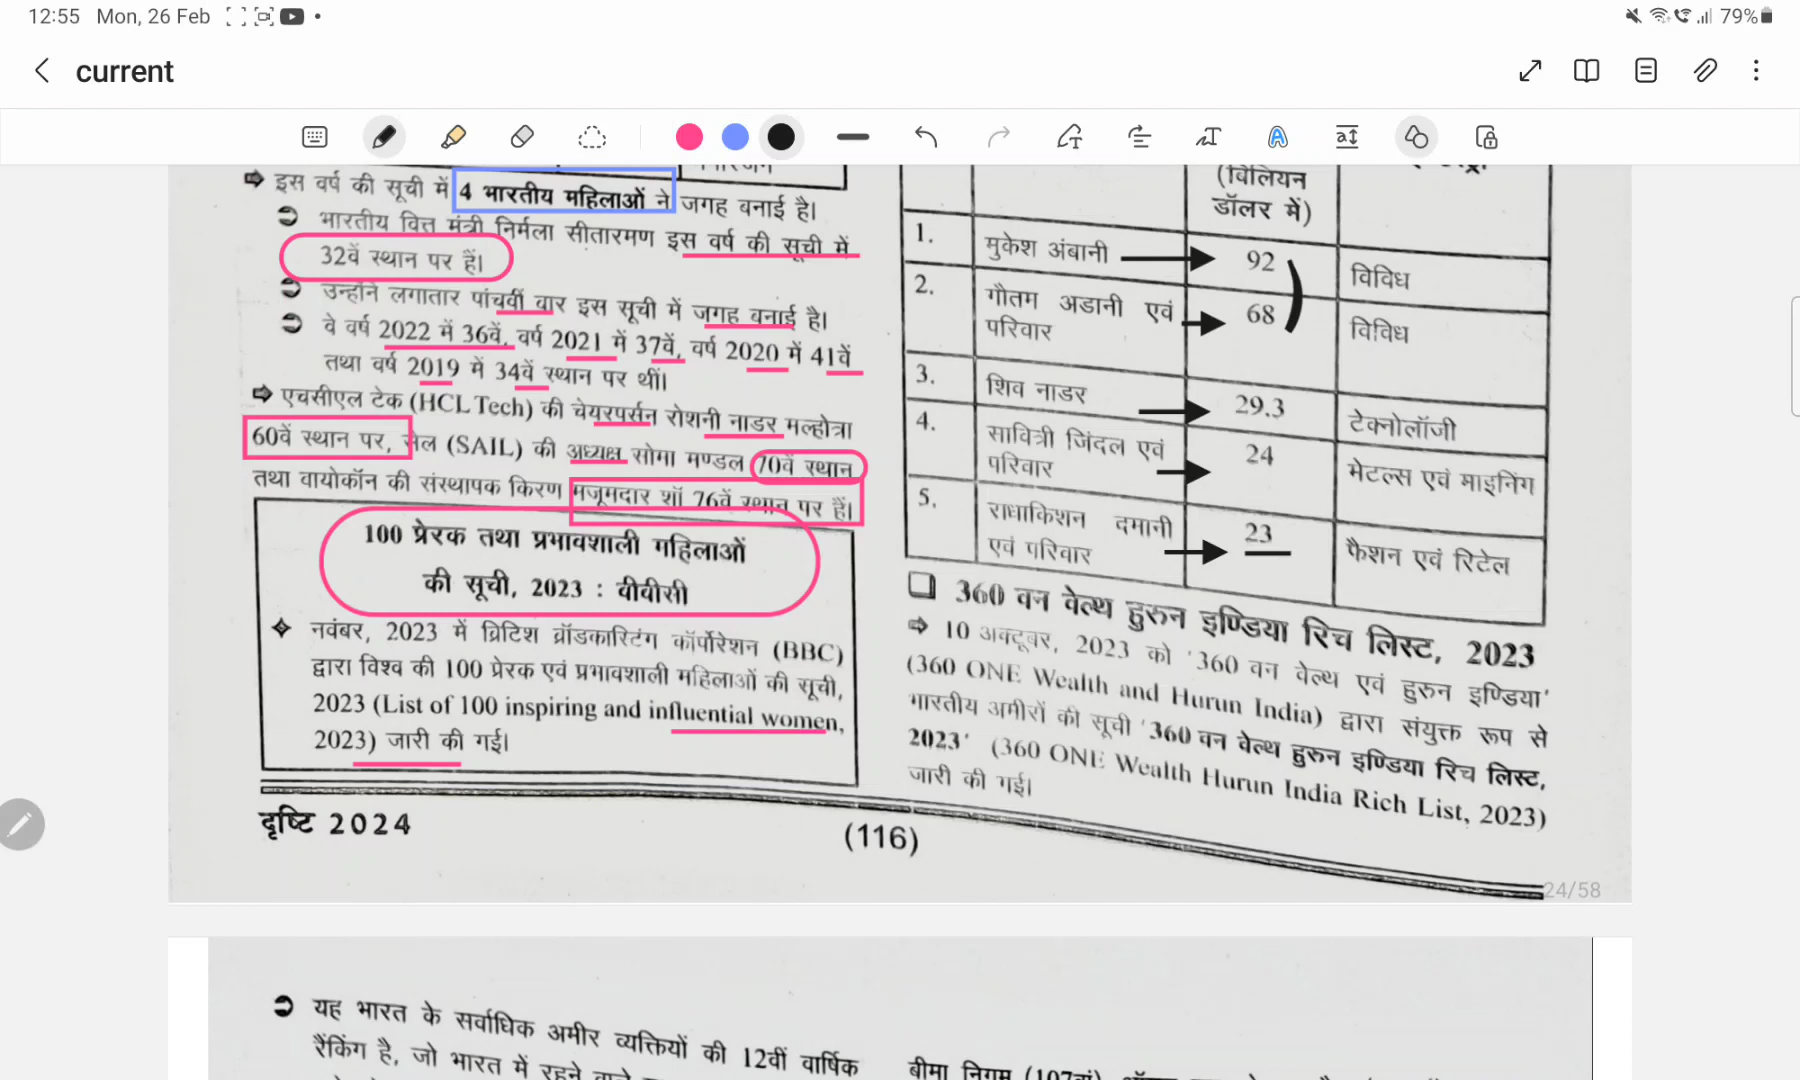 12:55 Mon, 26 Feb
79%
current
इस वर्ष की सूची में 4 भारतीय महिलाओं ने जगह बनाई है।
भारतीय वित्त मंत्री निर्मला सीतारमण इस वर्ष की सूची में
32वें स्थान पर हैं।
उन्होंने लगातार पांचवीं बार इस सूची में जगह बनाई है।
वे वर्ष 2022 में 36वें, वर्ष 2021 में 37वें, वर्ष 2020 में 41वें
तथा वर्ष 2019 में 34वें स्थान पर थीं।
एचसीएल टेक (HCL Tech) की चेयरपर्सन रोशनी नाडर मल्होत्रा
60वें स्थान पर, सेल (SAIL) की अध्यक्ष सोमा मण्डल 70वें स्थान
तथा बायोकॉन की संस्थापक किरण मजूमदार शॉ 76वें स्थान पर हैं।
100 प्रेरक तथा प्रभावशाली महिलाओं
की सूची, 2023 : बीबीसी
नवंबर, 2023 में ब्रिटिश ब्रॉडकास्टिंग कॉर्पोरेशन (BBC)
द्वारा विश्व की 100 प्रेरक एवं प्रभावशाली महिलाओं की सूची,
2023 (List of 100 inspiring and influential women,
2023) जारी की गई।
(बिलियन
डॉलर में)
1. मुकेश अंबानी 92 विविध
2. गौतम अडानी एवं 68 विविध
परिवार
3. शिव नाडर 29.3 टेक्नोलॉजी
4. सावित्री जिंदल एवं 24 मेटल्स एवं माइनिंग
परिवार
5. राधाकिशन दमानी 23 फैशन एवं रिटेल
एवं परिवार
360 वन वेल्थ हुरुन इण्डिया रिच लिस्ट, 2023
10 अक्टूबर, 2023 को '360 वन वेल्थ एवं हुरुन इण्डिया'
(360 ONE Wealth and Hurun India) द्वारा संयुक्त रूप से
भारतीय अमीरों की सूची '360 वन वेल्थ हुरुन इण्डिया रिच लिस्ट,
2023' (360 ONE Wealth Hurun India Rich List, 2023)
जारी की गई।
दृष्टि 2024
(116)
24/58
यह भारत के सर्वाधिक अमीर व्यक्तियों की 12वीं वार्षिक
रैंकिंग है, जो भारत में रहने वाले
बीमा निगम (107वां)